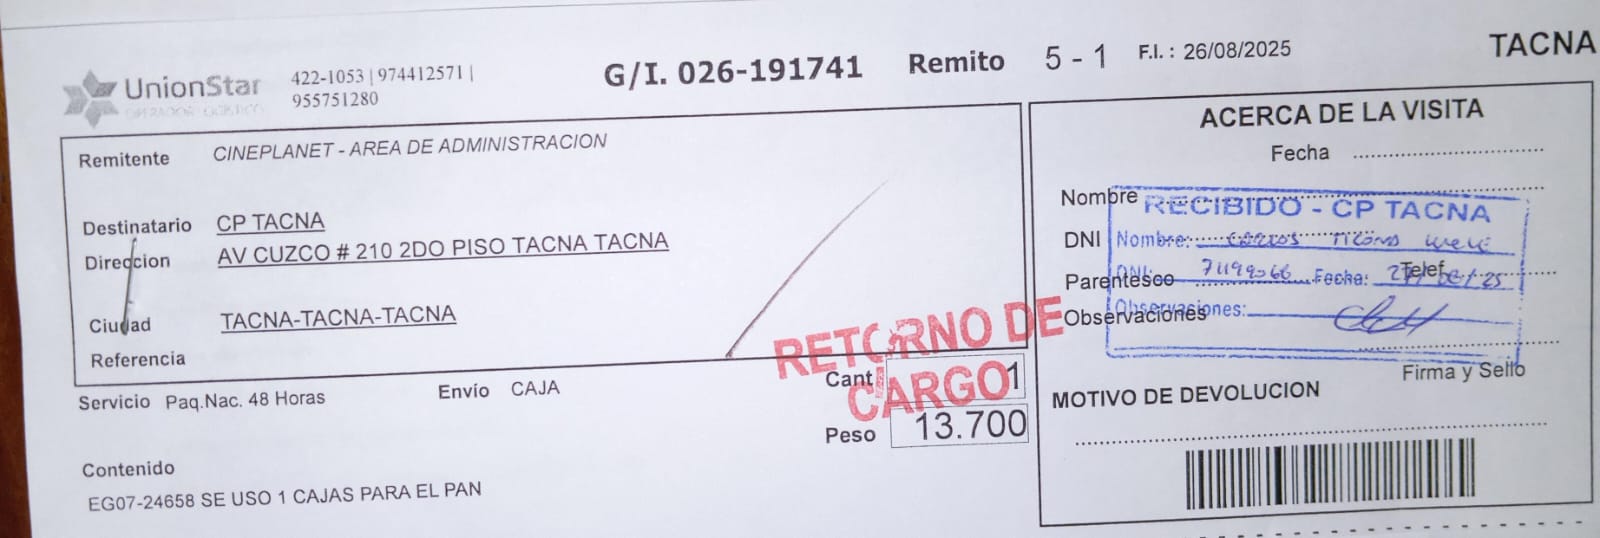 UnionStar
OPERADOR LOGISTICO
422-1053 | 974412571 |
955751280
G/I. 026-191741
Remito 5 - 1
F.I. : 26/08/2025
TACNA
Remitente CINEPLANET - AREA DE ADMINISTRACION
Destinatario CP TACNA
Direccion AV CUZCO # 210 2DO PISO TACNA TACNA
Ciudad TACNA-TACNA-TACNA
Referencia
Servicio Paq.Nac. 48 Horas
Envío CAJA
RETORNO DE
CARGO
Cant 1
Peso 13.700
Contenido
EG07-24658 SE USO 1 CAJAS PARA EL PAN
ACERCA DE LA VISITA
Fecha
Nombre
RECIBIDO - CP TACNA
DNI
Nombre:
Parentesco
DNI: Fecha:
Telef
Observaciones
Observaciones:
Firma y Sello
MOTIVO DE DEVOLUCION